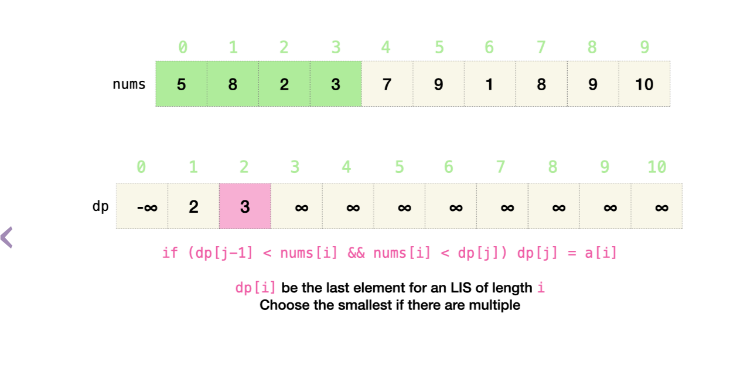 0 1 2 3 4 5 6 7 8 9
nums 5 8 2 3 7 9 1 8 9 10
0 1 2 3 4 5 6 7 8 9 10
dp -∞ 2 3 ∞ ∞ ∞ ∞ ∞ ∞ ∞ ∞
if (dp[j-1] < nums[i] && nums[i] < dp[j]) dp[j] = a[i]
dp[i] be the last element for an LIS of length i
Choose the smallest if there are multiple